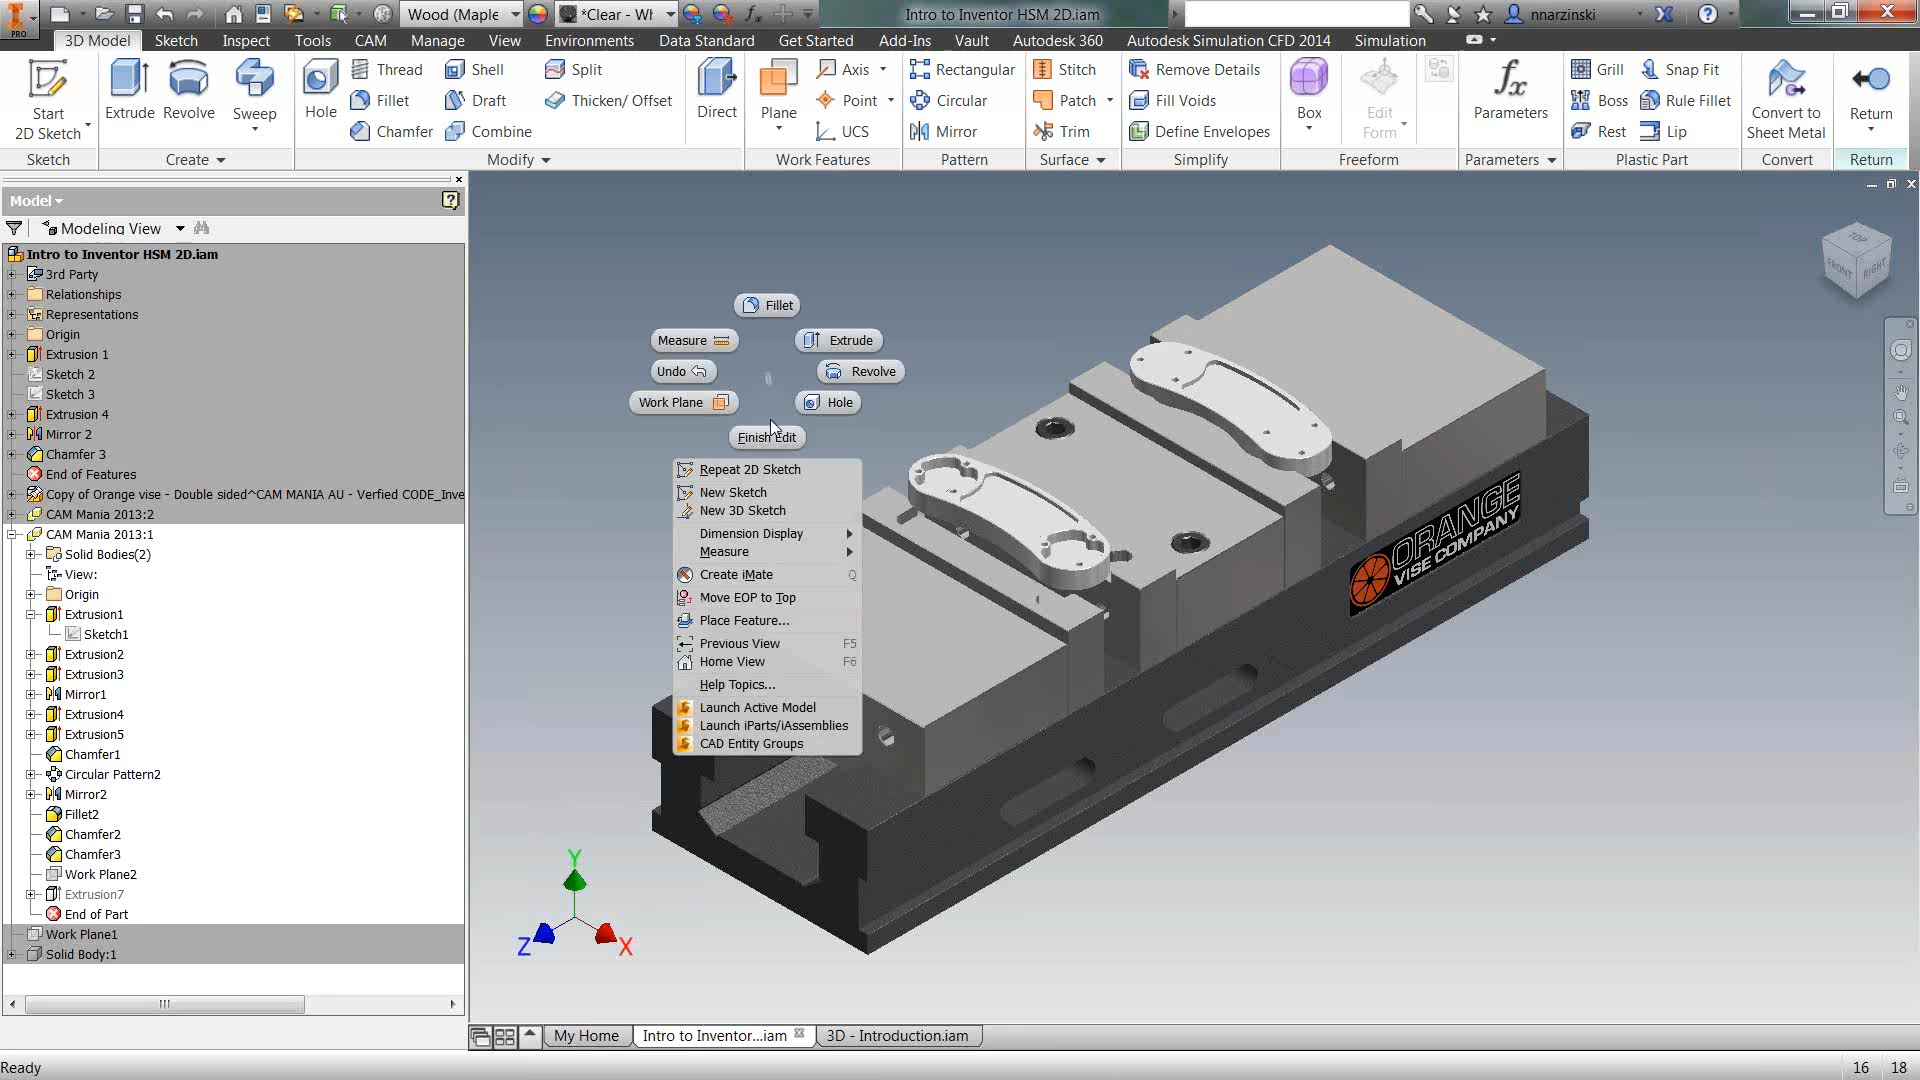 PRO
Wood (Maple
*Clear - Wh
Intro to Inventor HSM 2D.iam
nnarzinski
3D Model Sketch Inspect Tools CAM Manage View Environments Data Standard Get Started Add-Ins Vault Autodesk 360 Autodesk Simulation CFD 2014 Simulation
Start
2D Sketch
Extrude
Revolve
Sweep
Hole
Thread
Fillet
Chamfer
Shell
Draft
Combine
Split
Thicken/ Offset
Direct
Plane
Axis
Point
UCS
Rectangular
Circular
Mirror
Stitch
Patch
Trim
Remove Details
Fill Voids
Define Envelopes
Box
Edit
Form
fx
Parameters
Grill
Boss
Rest
Snap Fit
Rule Fillet
Lip
Convert to
Sheet Metal
Return
Sketch Create Modify Work Features Pattern Surface Simplify Freeform Parameters Plastic Part Convert Return
Model
Modeling View
Intro to Inventor HSM 2D.iam
3rd Party
Relationships
Representations
Origin
Extrusion 1
Sketch 2
Sketch 3
Extrusion 4
Mirror 2
Chamfer 3
End of Features
Copy of Orange vise - Double sided^CAM MANIA AU - Verfied CODE_Inve
CAM Mania 2013:2
CAM Mania 2013:1
Solid Bodies(2)
View:
Origin
Extrusion1
Sketch1
Extrusion2
Extrusion3
Mirror1
Extrusion4
Extrusion5
Chamfer1
Circular Pattern2
Mirror2
Fillet2
Chamfer2
Chamfer3
Work Plane2
Extrusion7
End of Part
Work Plane1
Solid Body:1
Fillet
Measure
Extrude
Undo
Revolve
Work Plane
Hole
Finish Edit
Repeat 2D Sketch
New Sketch
New 3D Sketch
Dimension Display
Measure
Create iMate Q
Move EOP to Top
Place Feature...
Previous View F5
Home View F6
Help Topics...
Launch Active Model
Launch iParts/iAssemblies
CAD Entity Groups
TOP
FRONT
RIGHT
ORANGE
VISE COMPANY
Y
Z
X
My Home
Intro to Inventor...iam
3D - Introduction.iam
Ready
16 18